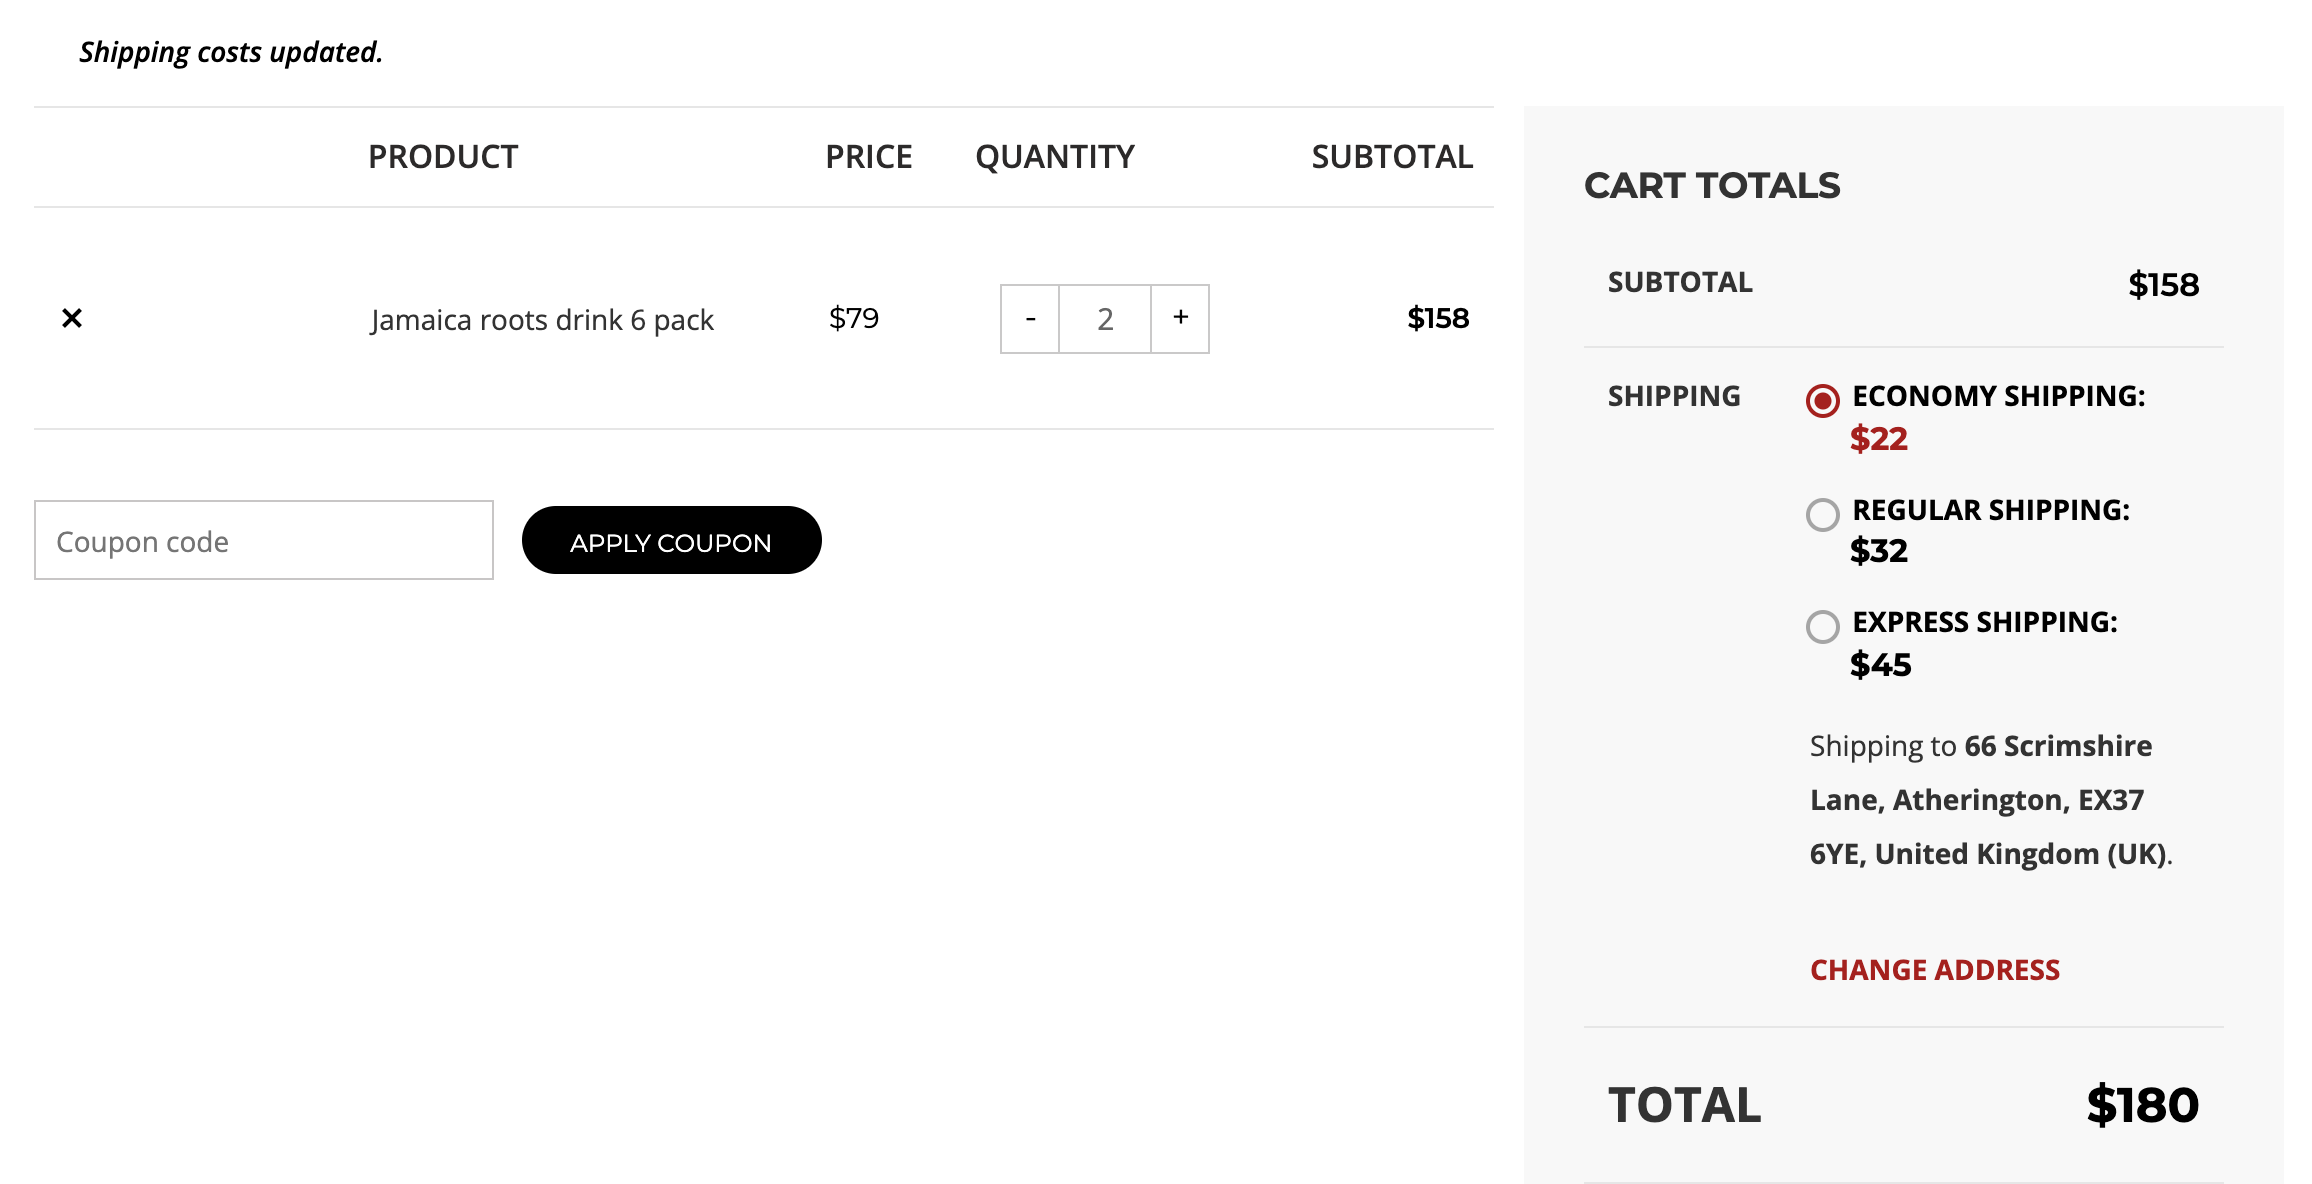 Shipping costs updated.
PRODUCT PRICE QUANTITY SUBTOTAL
× Jamaica roots drink 6 pack $79 - 2 + $158
Coupon code APPLY COUPON
CART TOTALS
SUBTOTAL $158
SHIPPING ECONOMY SHIPPING:
$22
REGULAR SHIPPING:
$32
EXPRESS SHIPPING:
$45
Shipping to 66 Scrimshire
Lane, Atherington, EX37
6YE, United Kingdom (UK).
CHANGE ADDRESS
TOTAL $180